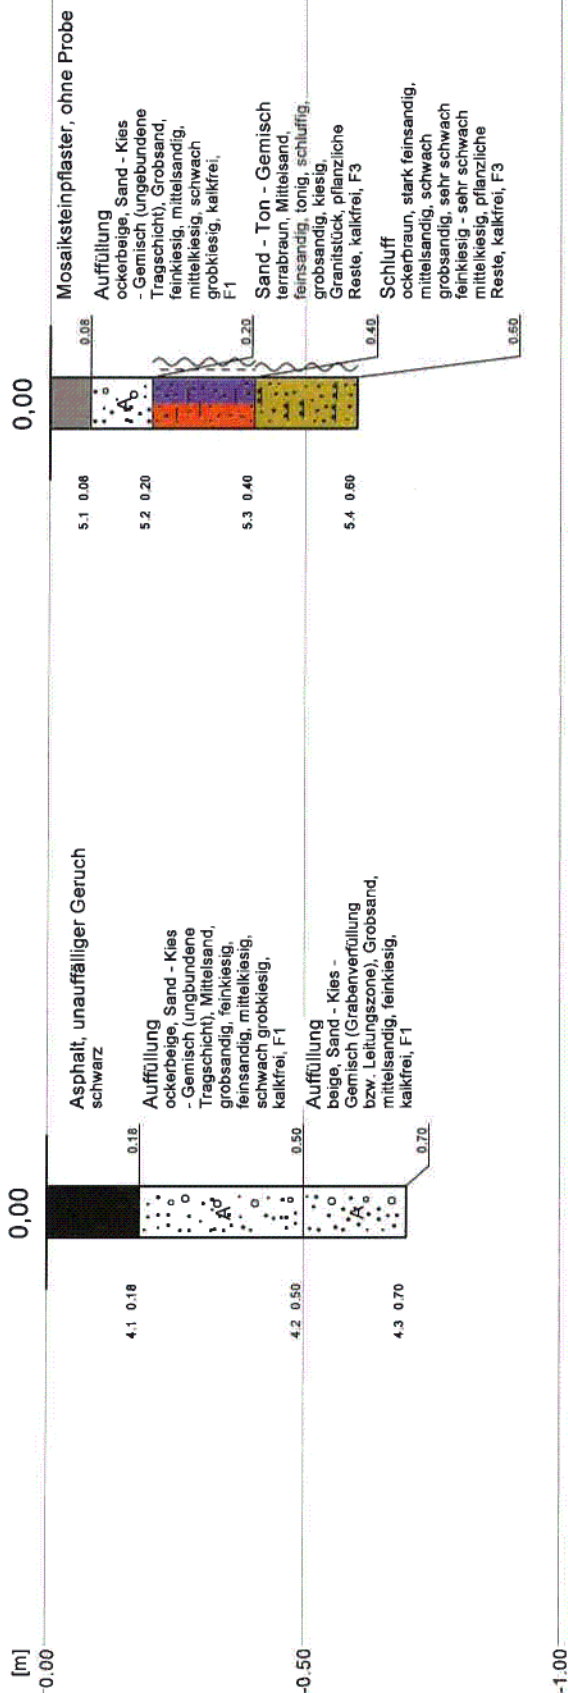 [m]
0.00
-0.50
-1.00
0,00
4.1 0.18
4.2 0.50
4.3 0.70
A
A
0.18
0.50
0.70
Asphalt, unauffälliger Geruch
schwarz
Auffüllung
ockerbeige, Sand - Kies
- Gemisch (ungbundene
Tragschicht), Mittelsand,
grobsandig, feinkiesig,
feinsandig, mittelkiesig,
schwach grobkiesig,
kalkfrei, F1
Auffüllung
beige, Sand - Kies -
Gemisch (Grabenverfüllung
bzw. Leitungszone), Grobsand,
mittelsandig, feinkiesig,
kalkfrei, F1
0,00
5.1 0.08
5.2 0.20
5.3 0.40
5.4 0.60
A
0.08
0.20
0.40
0.60
Mosaiksteinpflaster, ohne Probe
Auffüllung
ockerbeige, Sand - Kies
- Gemisch (ungebundene
Tragschicht), Grobsand,
feinkiesig, mittelsandig,
mittelkiesig, schwach
grobkiesig, kalkfrei,
F1
Sand - Ton - Gemisch
terrabraun, Mittelsand,
feinsandig, tonig, schluffig,
grobsandig, kiesig,
Granitstück, pflanzliche
Reste, kalkfrei, F3
Schluff
ockerbraun, stark feinsandig,
mittelsandig, schwach
grobsandig, sehr schwach
feinkiesig - sehr schwach
mittelkiesig, pflanzliche
Reste, kalkfrei, F3